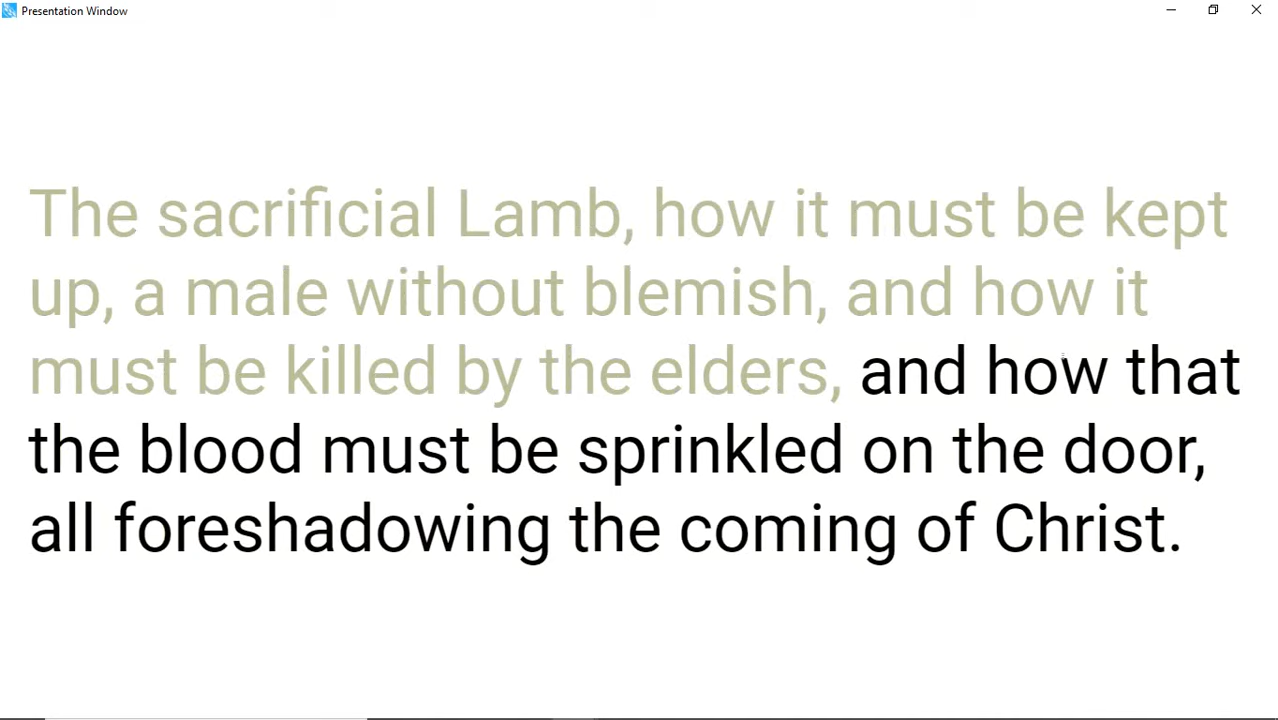 Presentation Window
The sacrificial Lamb, how it must be kept
up, a male without blemish, and how it
must be killed by the elders, and how that
the blood must be sprinkled on the door,
all foreshadowing the coming of Christ.